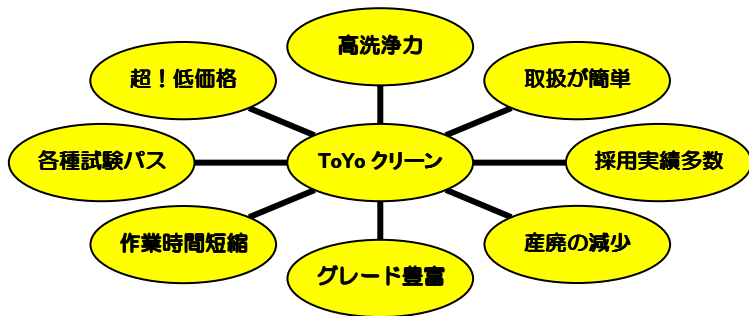 高洗浄力
超！低価格
取扱が簡単
各種試験パス
ToYo クリーン
採用実績多数
作業時間短縮
産廃の減少
グレード豊富